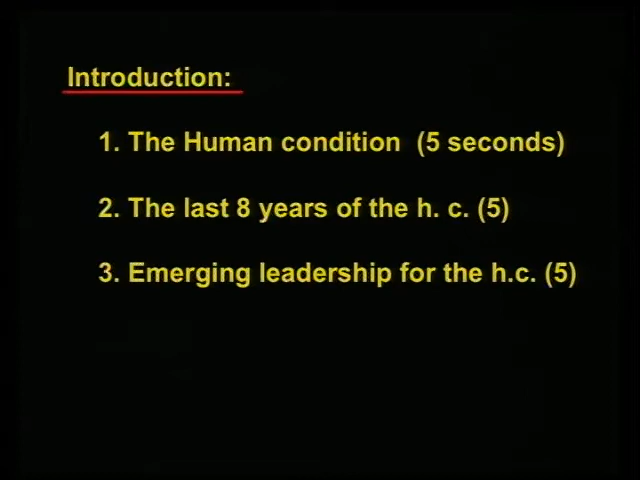 Introduction:
1. The Human condition (5 seconds)
2. The last 8 years of the h. c. (5)
3. Emerging leadership for the h.c. (5)